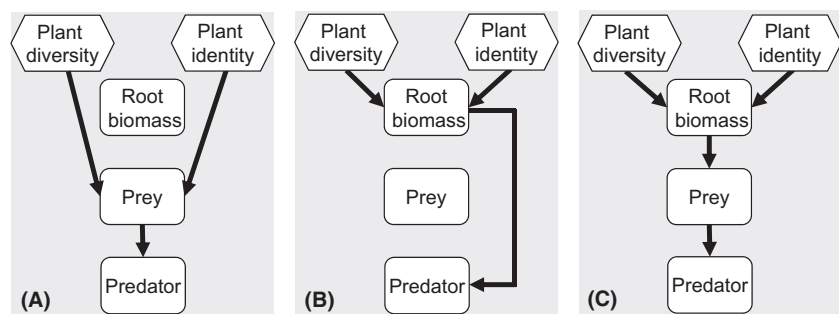 Plant
diversity
Plant
identity
Root
biomass
Prey
Predator
(A)
Plant
diversity
Plant
identity
Root
biomass
Prey
Predator
(B)
Plant
diversity
Plant
identity
Root
biomass
Prey
Predator
(C)